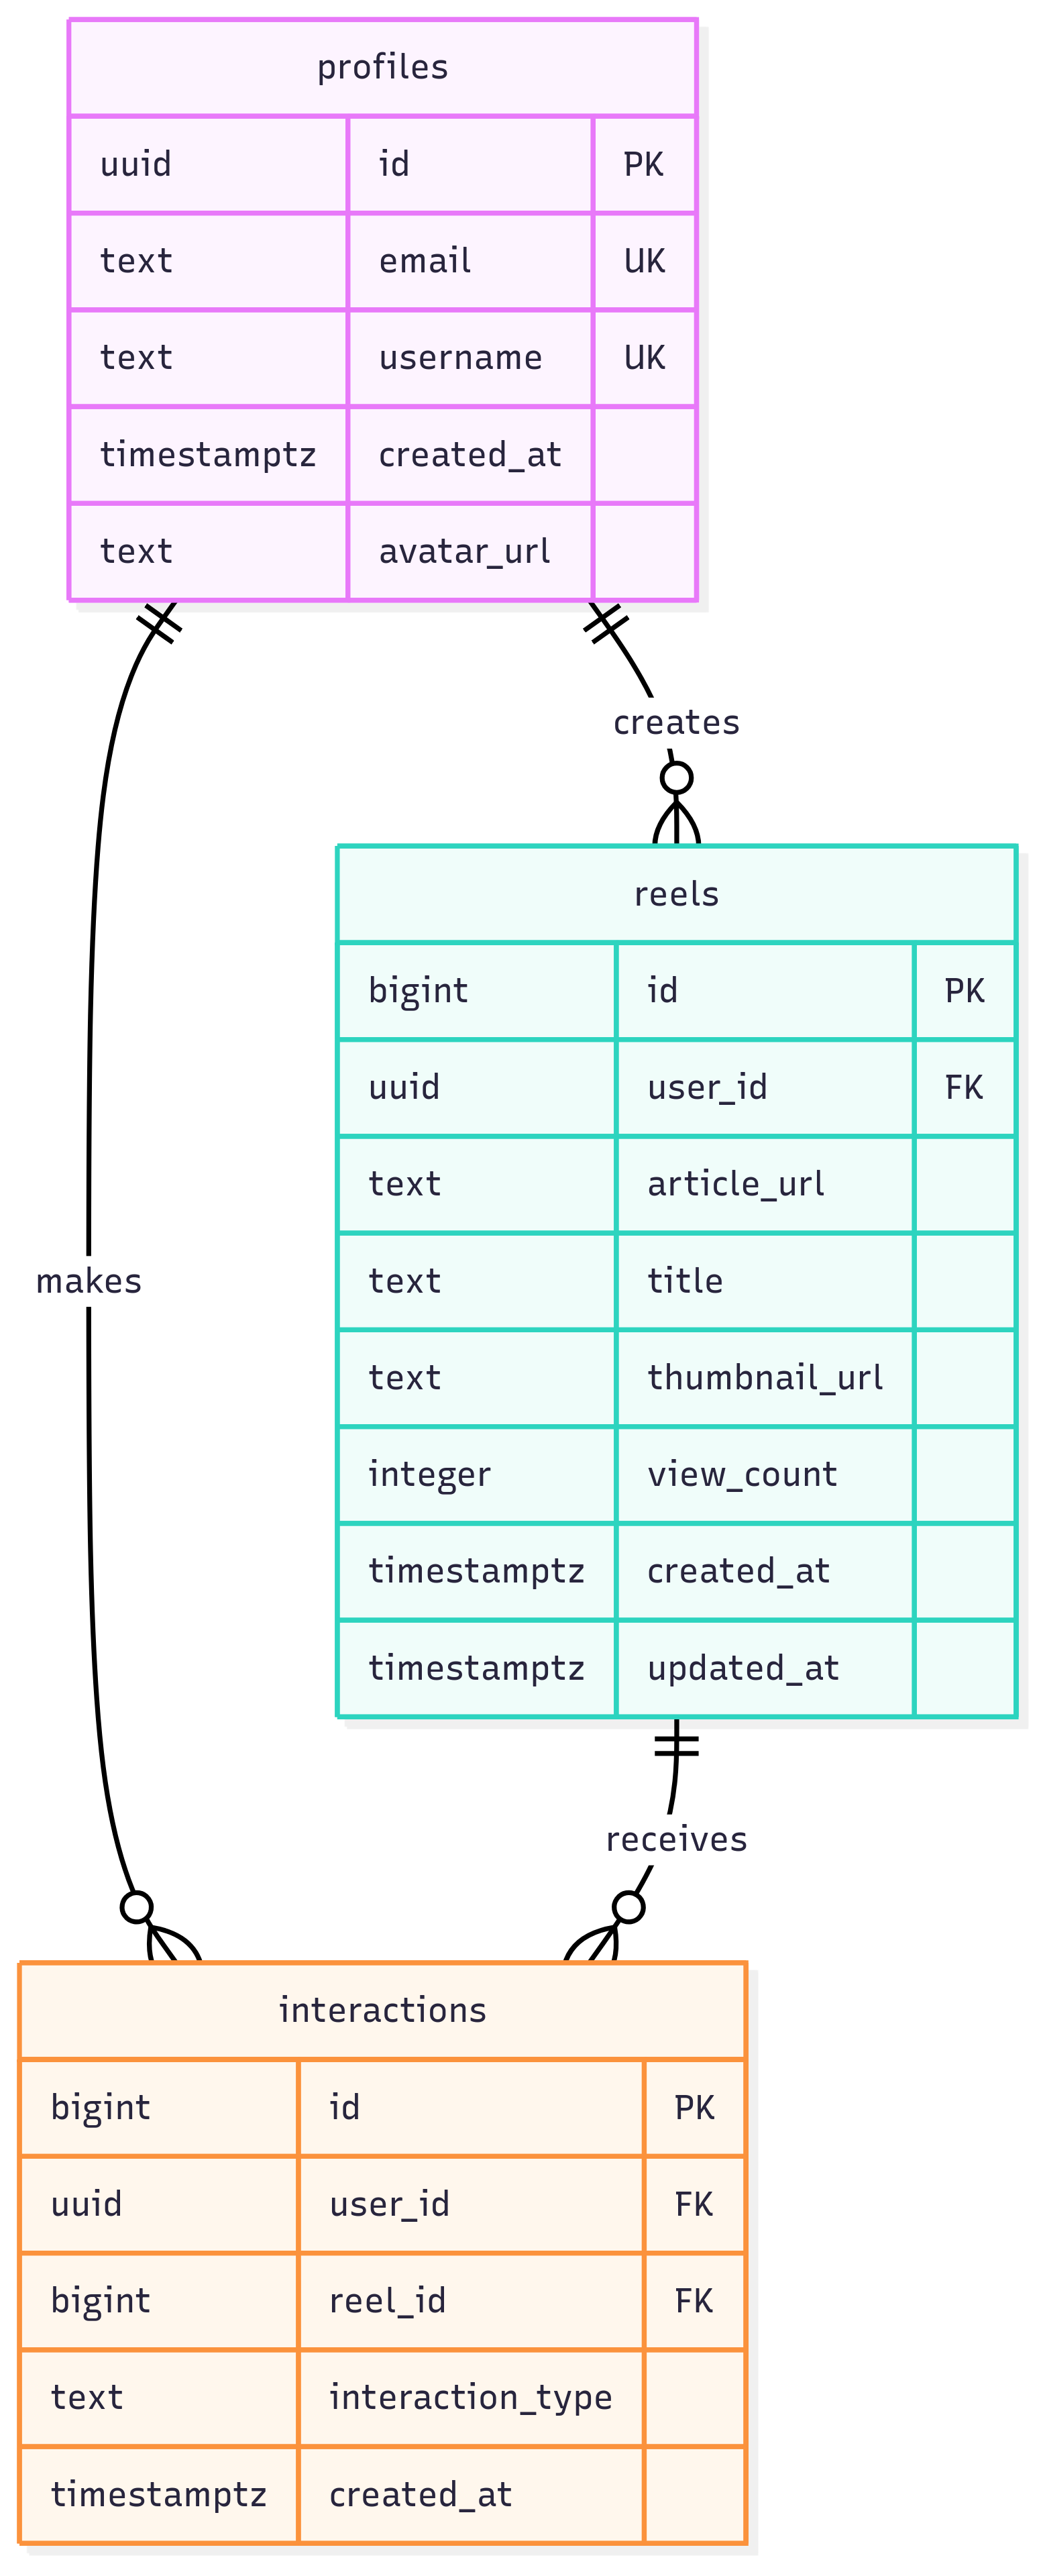 profiles
uuid id PK
text email UK
text username UK
timestamptz created_at
text avatar_url
creates
reels
bigint id PK
uuid user_id FK
text article_url
text title
text thumbnail_url
integer view_count
timestamptz created_at
timestamptz updated_at
makes
receives
interactions
bigint id PK
uuid user_id FK
bigint reel_id FK
text interaction_type
timestamptz created_at